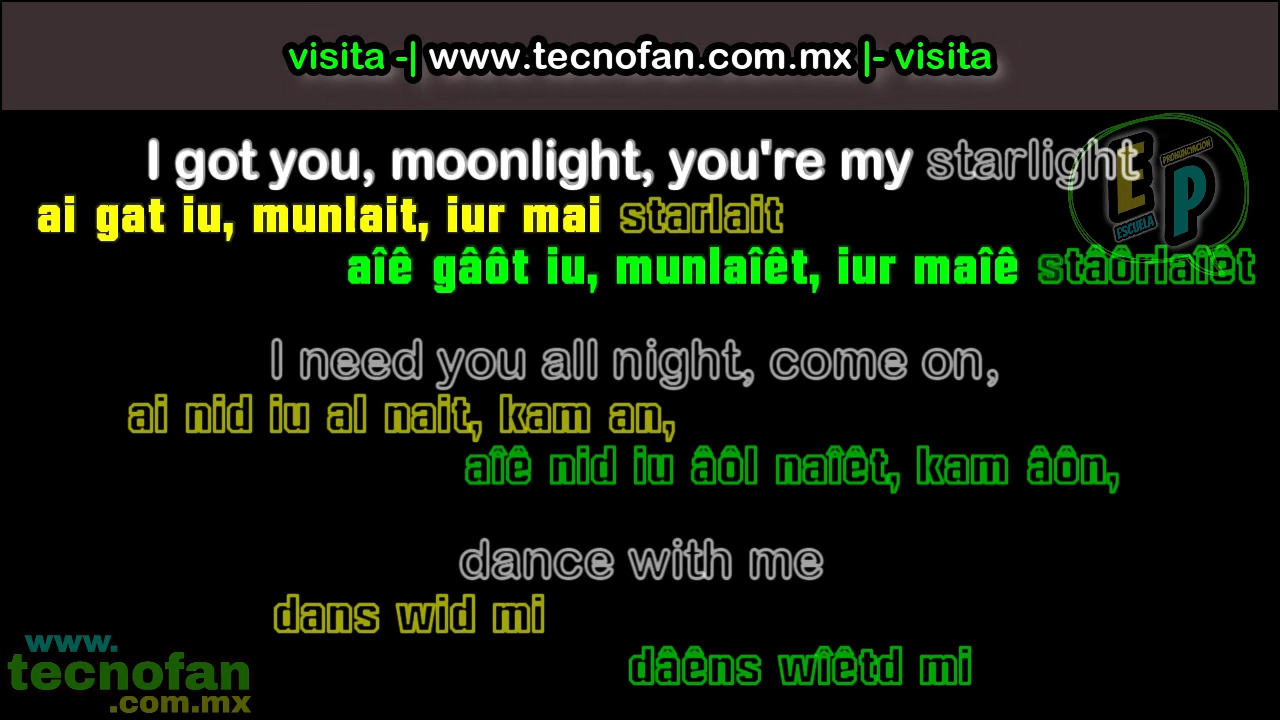 visita -| www.tecnofan.com.mx |- visita
I got you, moonlight, you're my starlight
ai gat iu, munlait, iur mai starlait
aîê gâôt iu, munlaîêt, iur maîê stâôrlaîêt
E P
PRONUNCYACION
ESCUELA
I need you all night, come on,
ai nid iu al nait, kam an,
aîê nid iu âôl naîêt, kam âôn,
dance with me
dans wid mi
dâêns wîêtd mi
www.
tecnofan
.com.mx